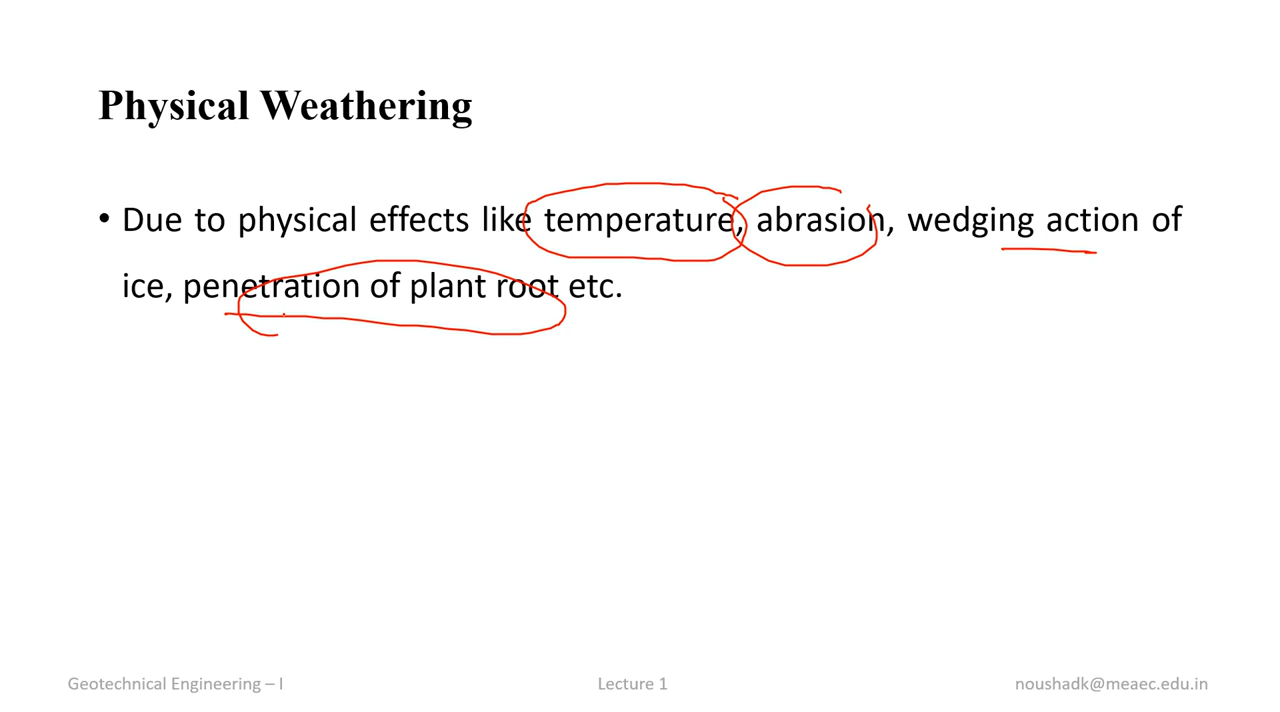 Physical Weathering
• Due to physical effects like temperature, abrasion, wedging action of
ice, penetration of plant root etc.
Geotechnical Engineering – I Lecture 1 noushadk@meaec.edu.in